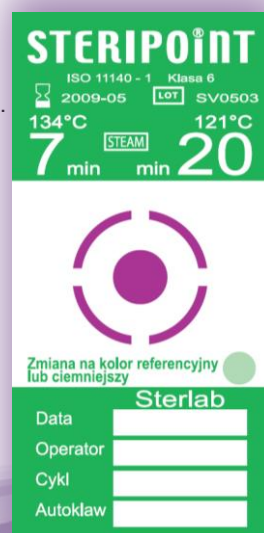 STERIPOINT
ISO 11140 - 1 Klasa 6
2009-05 LOT SV0503
134°C 121°C
7 min STEAM min 20
Zmiana na kolor referencyjny
lub ciemniejszy
Sterlab
Data
Operator
Cykl
Autoklaw